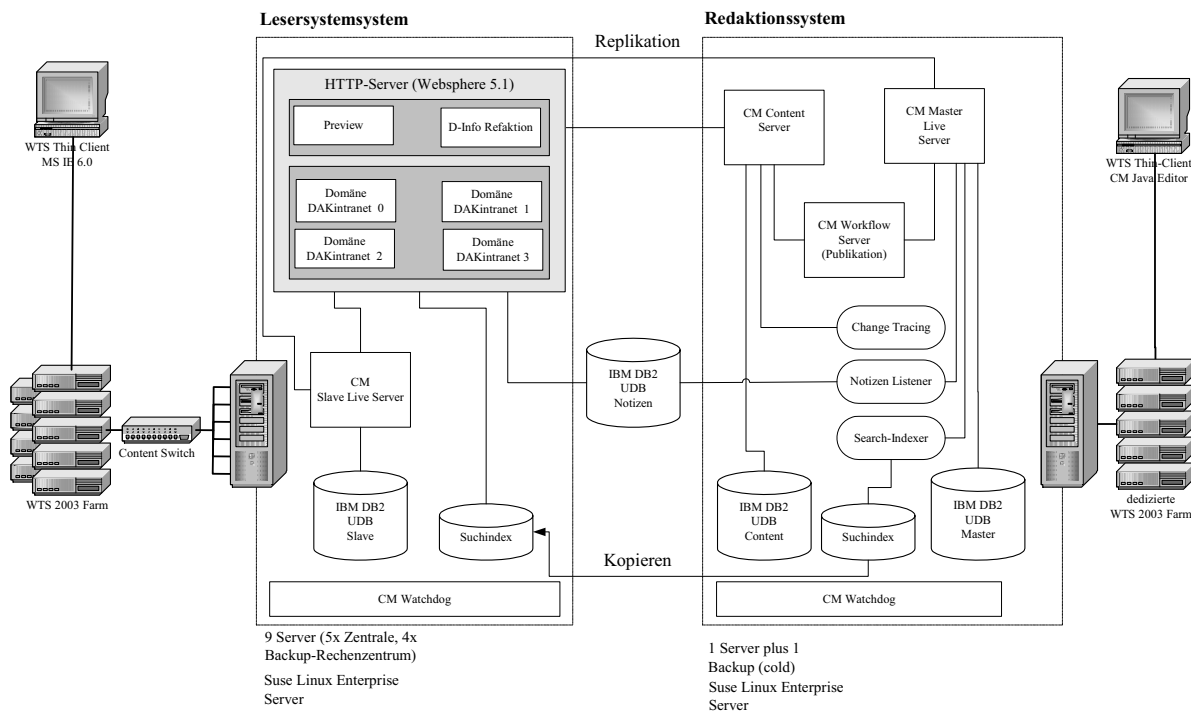 Lesersystemsystem
Redaktionssystem
Replikation
HTTP-Server (Websphere 5.1)
Preview
D-Info Refaktion
Domäne
DAKintranet 0
Domäne
DAKintranet 1
Domäne
DAKintranet 2
Domäne
DAKintranet 3
WTS Thin Client
MS IE 6.0
WTS 2003 Farm
Content Switch
CM
Slave Live Server
IBM DB2
UDB
Slave
Suchindex
CM Watchdog
9 Server (5x Zentrale, 4x
Backup-Rechenzentrum)
Suse Linux Enterprise
Server
IBM DB2
UDB
Notizen
Kopieren
CM Content
Server
CM Master
Live
Server
CM Workflow
Server
(Publikation)
Change Tracing
Notizen Listener
Search-Indexer
IBM DB2
UDB
Content
Suchindex
IBM DB2
UDB
Master
CM Watchdog
1 Server plus 1
Backup (cold)
Suse Linux Enterprise
Server
WTS Thin-Client
CM Java Editor
dedizierte
WTS 2003 Farm